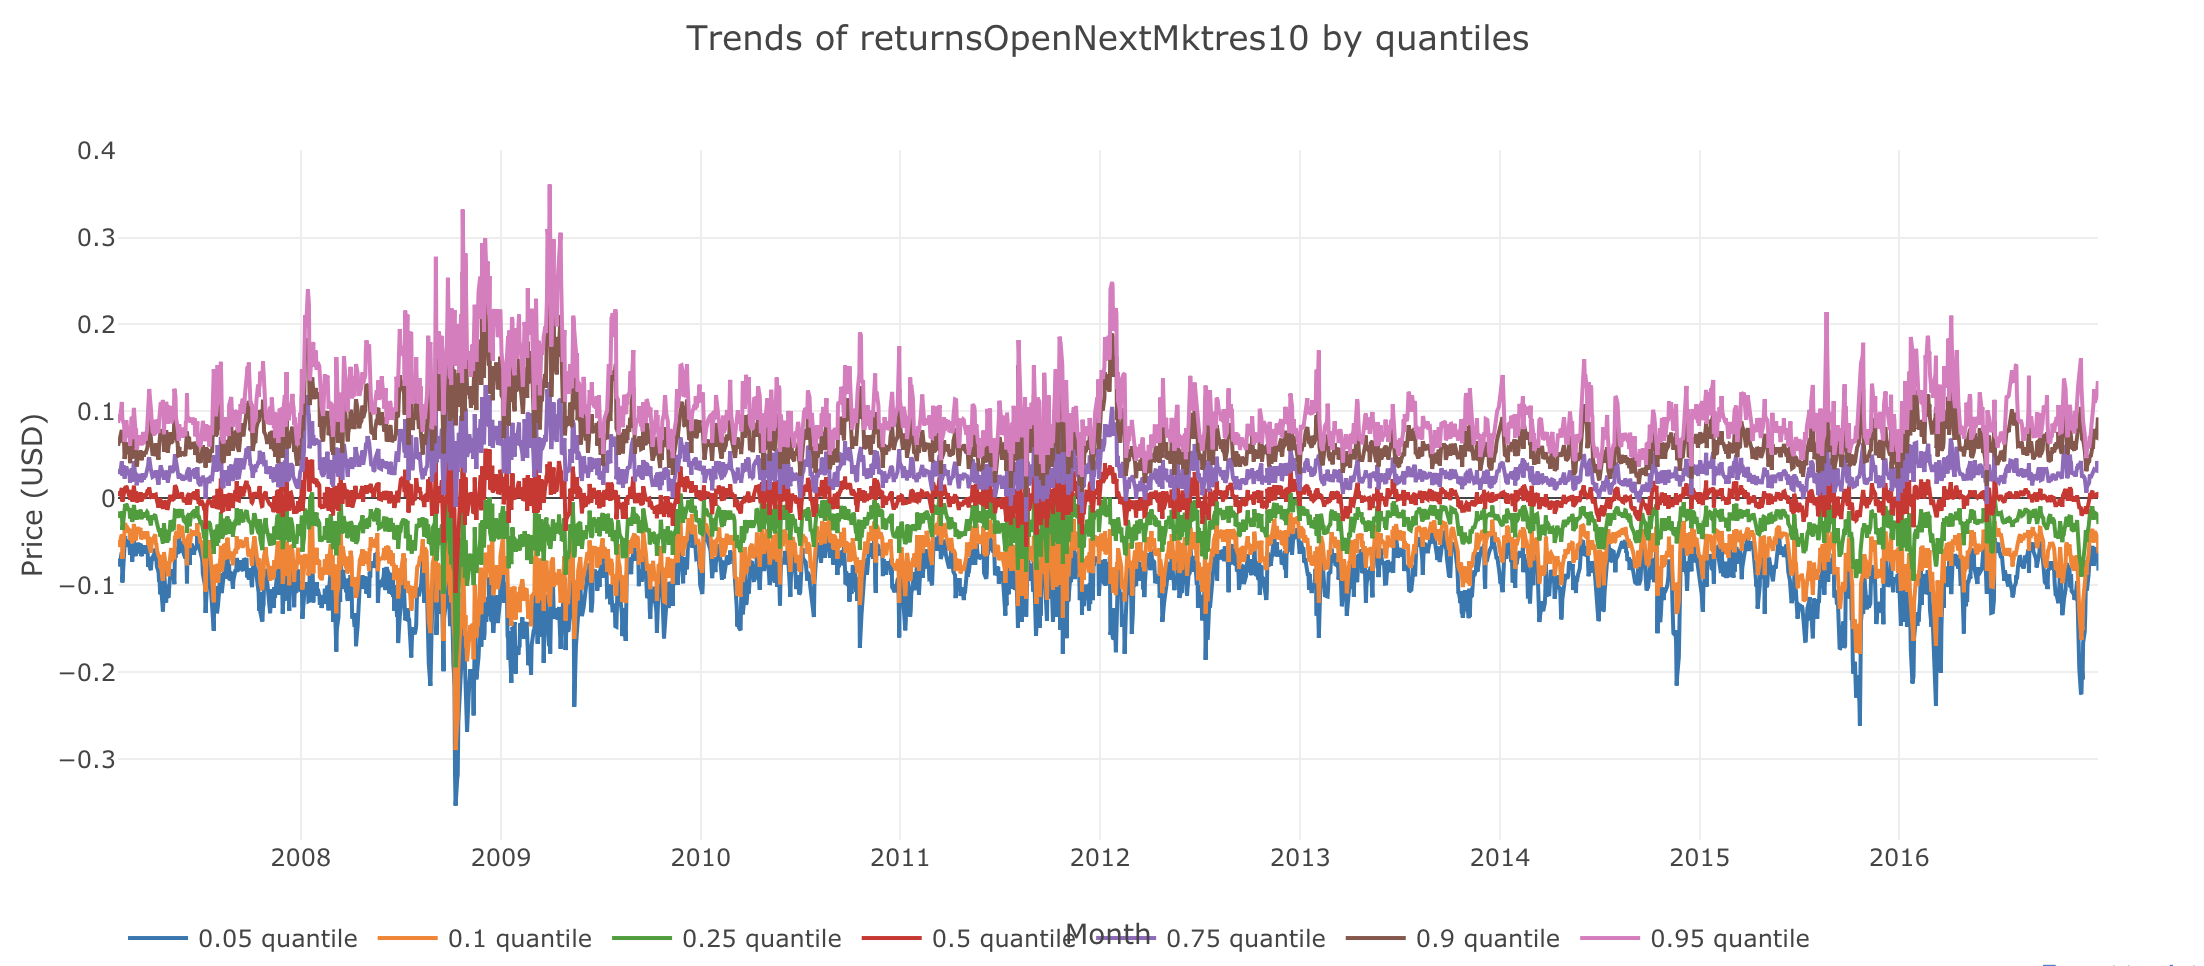 Trends of returnsOpenNextMktres10 by quantiles
0.4
0.3
0.2
0.1
0
−0.1
−0.2
−0.3
Price (USD)
2008 2009 2010 2011 2012 2013 2014 2015 2016
Month
0.05 quantile 0.1 quantile 0.25 quantile 0.5 quantile 0.75 quantile 0.9 quantile 0.95 quantile